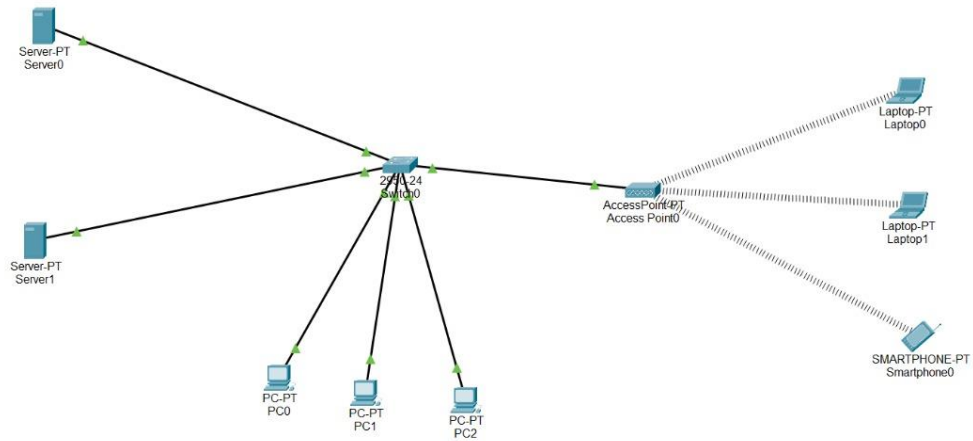 Server-PT
Server0
Laptop-PT
Laptop0
2950-24
Switch0
AccessPoint-PT
Access Point0
Laptop-PT
Laptop1
Server-PT
Server1
SMARTPHONE-PT
Smartphone0
PC-PT
PC0
PC-PT
PC1
PC-PT
PC2